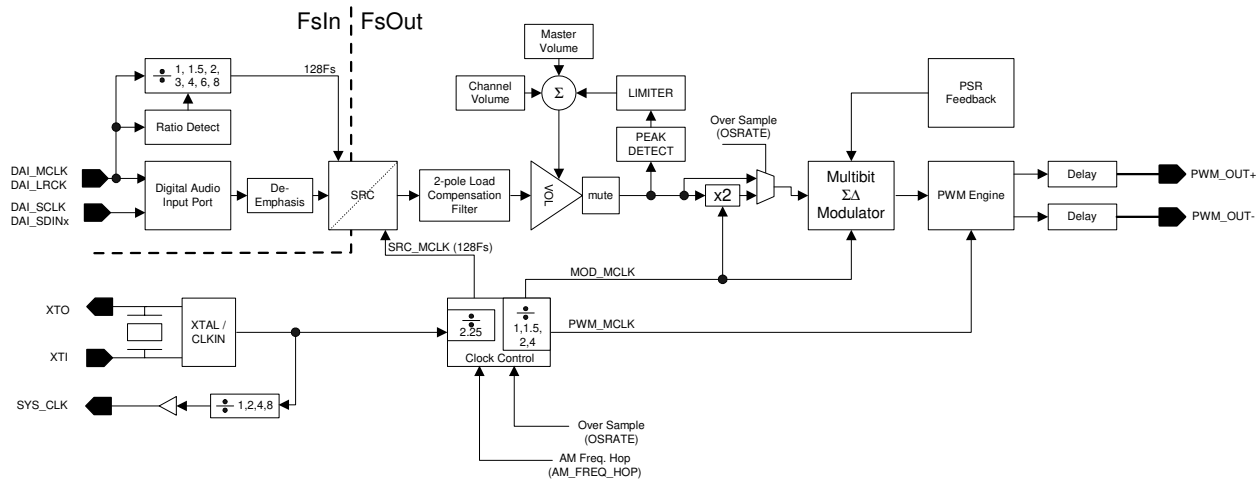 FsIn
FsOut
Master
Volume
÷ 1, 1.5, 2,
3, 4, 6, 8
128Fs
Channel
Volume
Σ
LIMITER
PSR
Feedback
Ratio Detect
Over Sample
(OSRATE)
PEAK
DETECT
DAI_MCLK
DAI_LRCK
DAI_SCLK
DAI_SDINx
Digital Audio
Input Port
De-
Emphasis
SRC
2-pole Load
Compensation
Filter
VOL
mute
x2
Multibit
ΣΔ
Modulator
PWM Engine
Delay
PWM_OUT+
Delay
PWM_OUT-
SRC_MCLK (128Fs)
MOD_MCLK
XTO
XTI
XTAL /
CLKIN
÷
2.25
÷
1,1.5,
2,4
Clock Control
PWM_MCLK
SYS_CLK
÷ 1,2,4,8
Over Sample
(OSRATE)
AM Freq. Hop
(AM_FREQ_HOP)